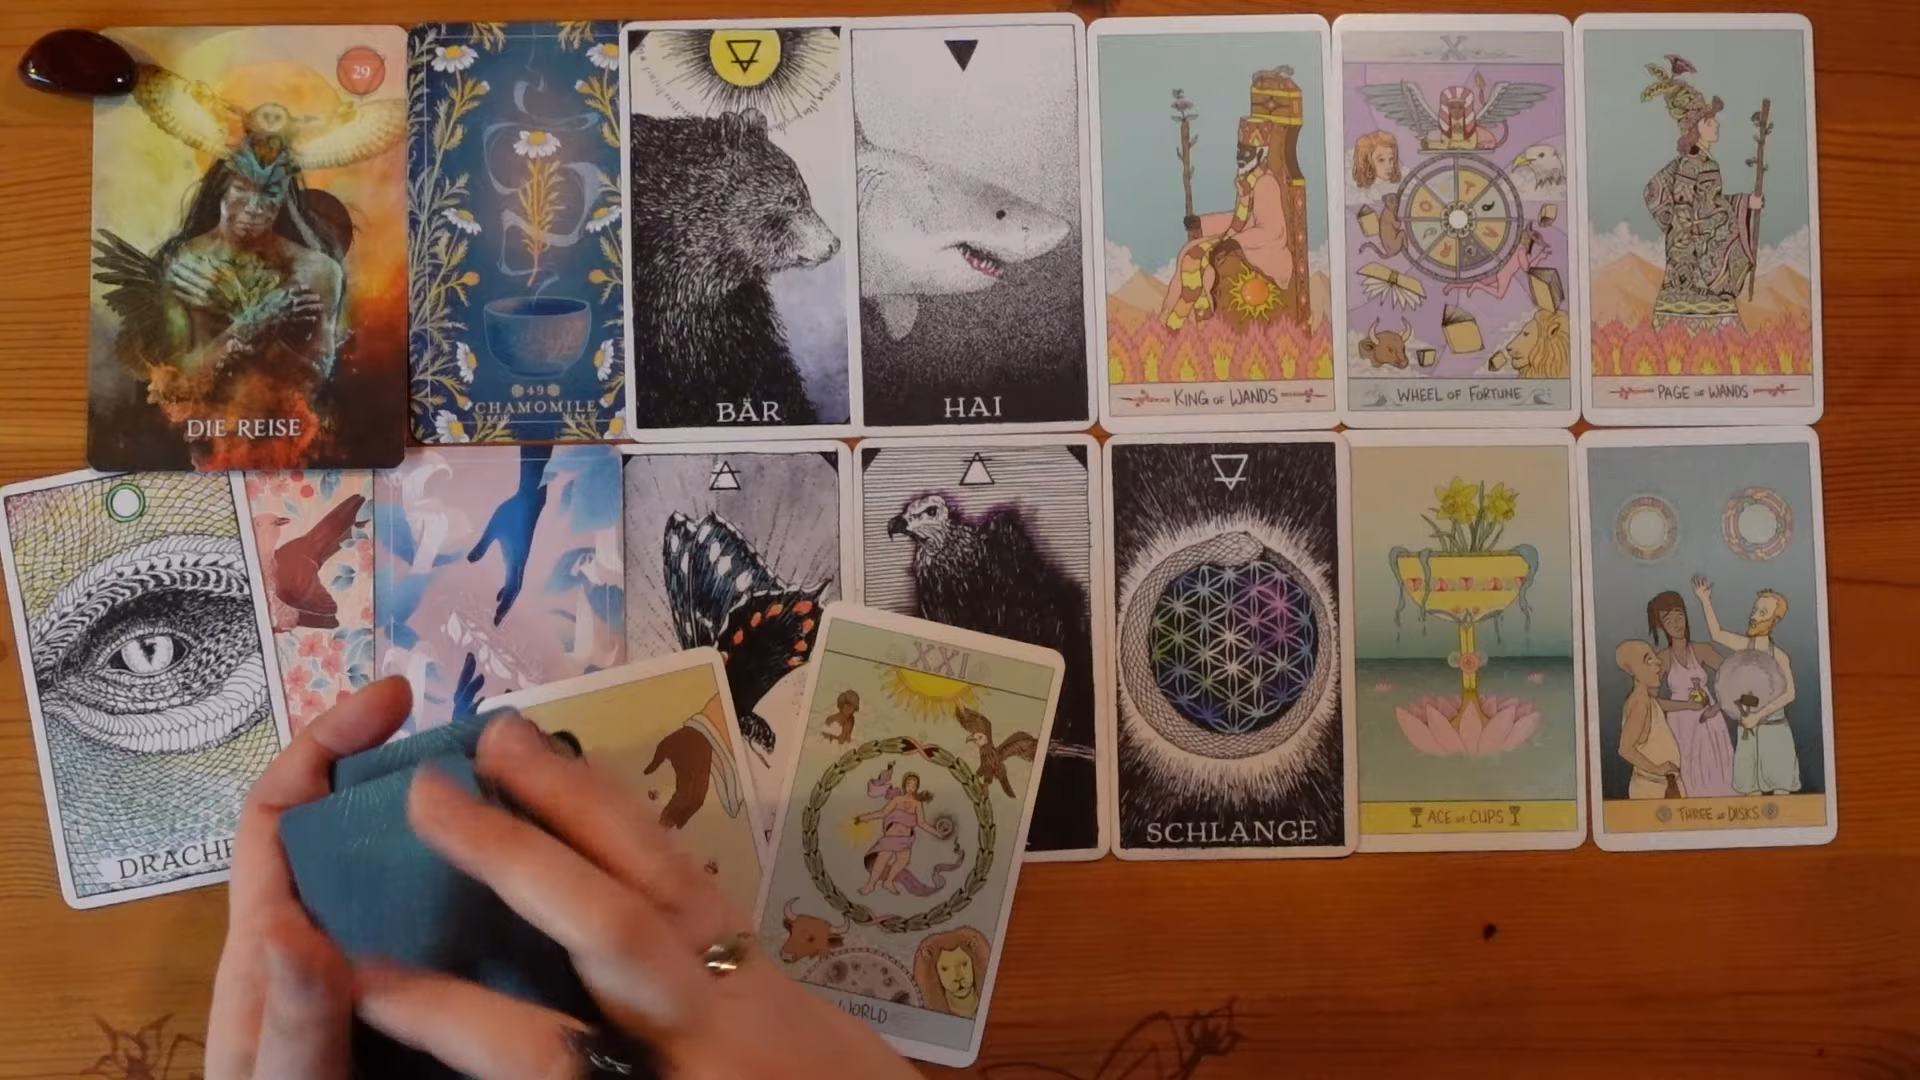 29
DIE REISE
49
CHAMOMILE
BÄR
HAI
KING OF WANDS
X
WHEEL OF FORTUNE
PAGE OF WANDS
DRACHE
XXI
WORLD
SCHLANGE
ACE OF CUPS
THREE OF DISKS